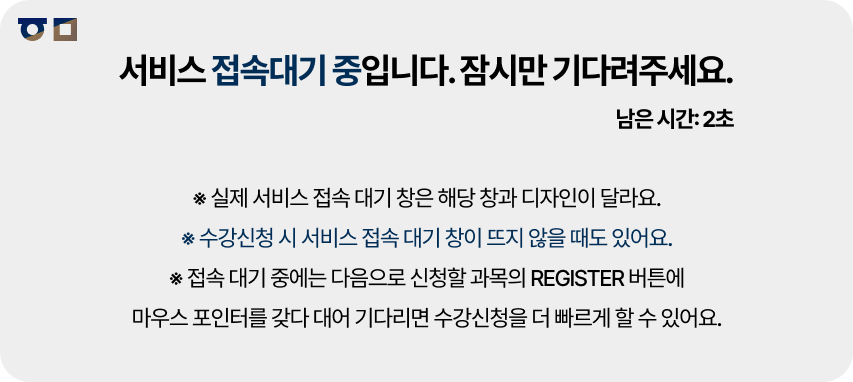 서비스 접속대기 중입니다. 잠시만 기다려주세요.
남은 시간: 2초
※ 실제 서비스 접속 대기 창은 해당 창과 디자인이 달라요.
※ 수강신청 시 서비스 접속 대기 창이 뜨지 않을 때도 있어요.
※ 접속 대기 중에는 다음으로 신청할 과목의 REGISTER 버튼에
마우스 포인터를 갖다 대어 기다리면 수강신청을 더 빠르게 할 수 있어요.